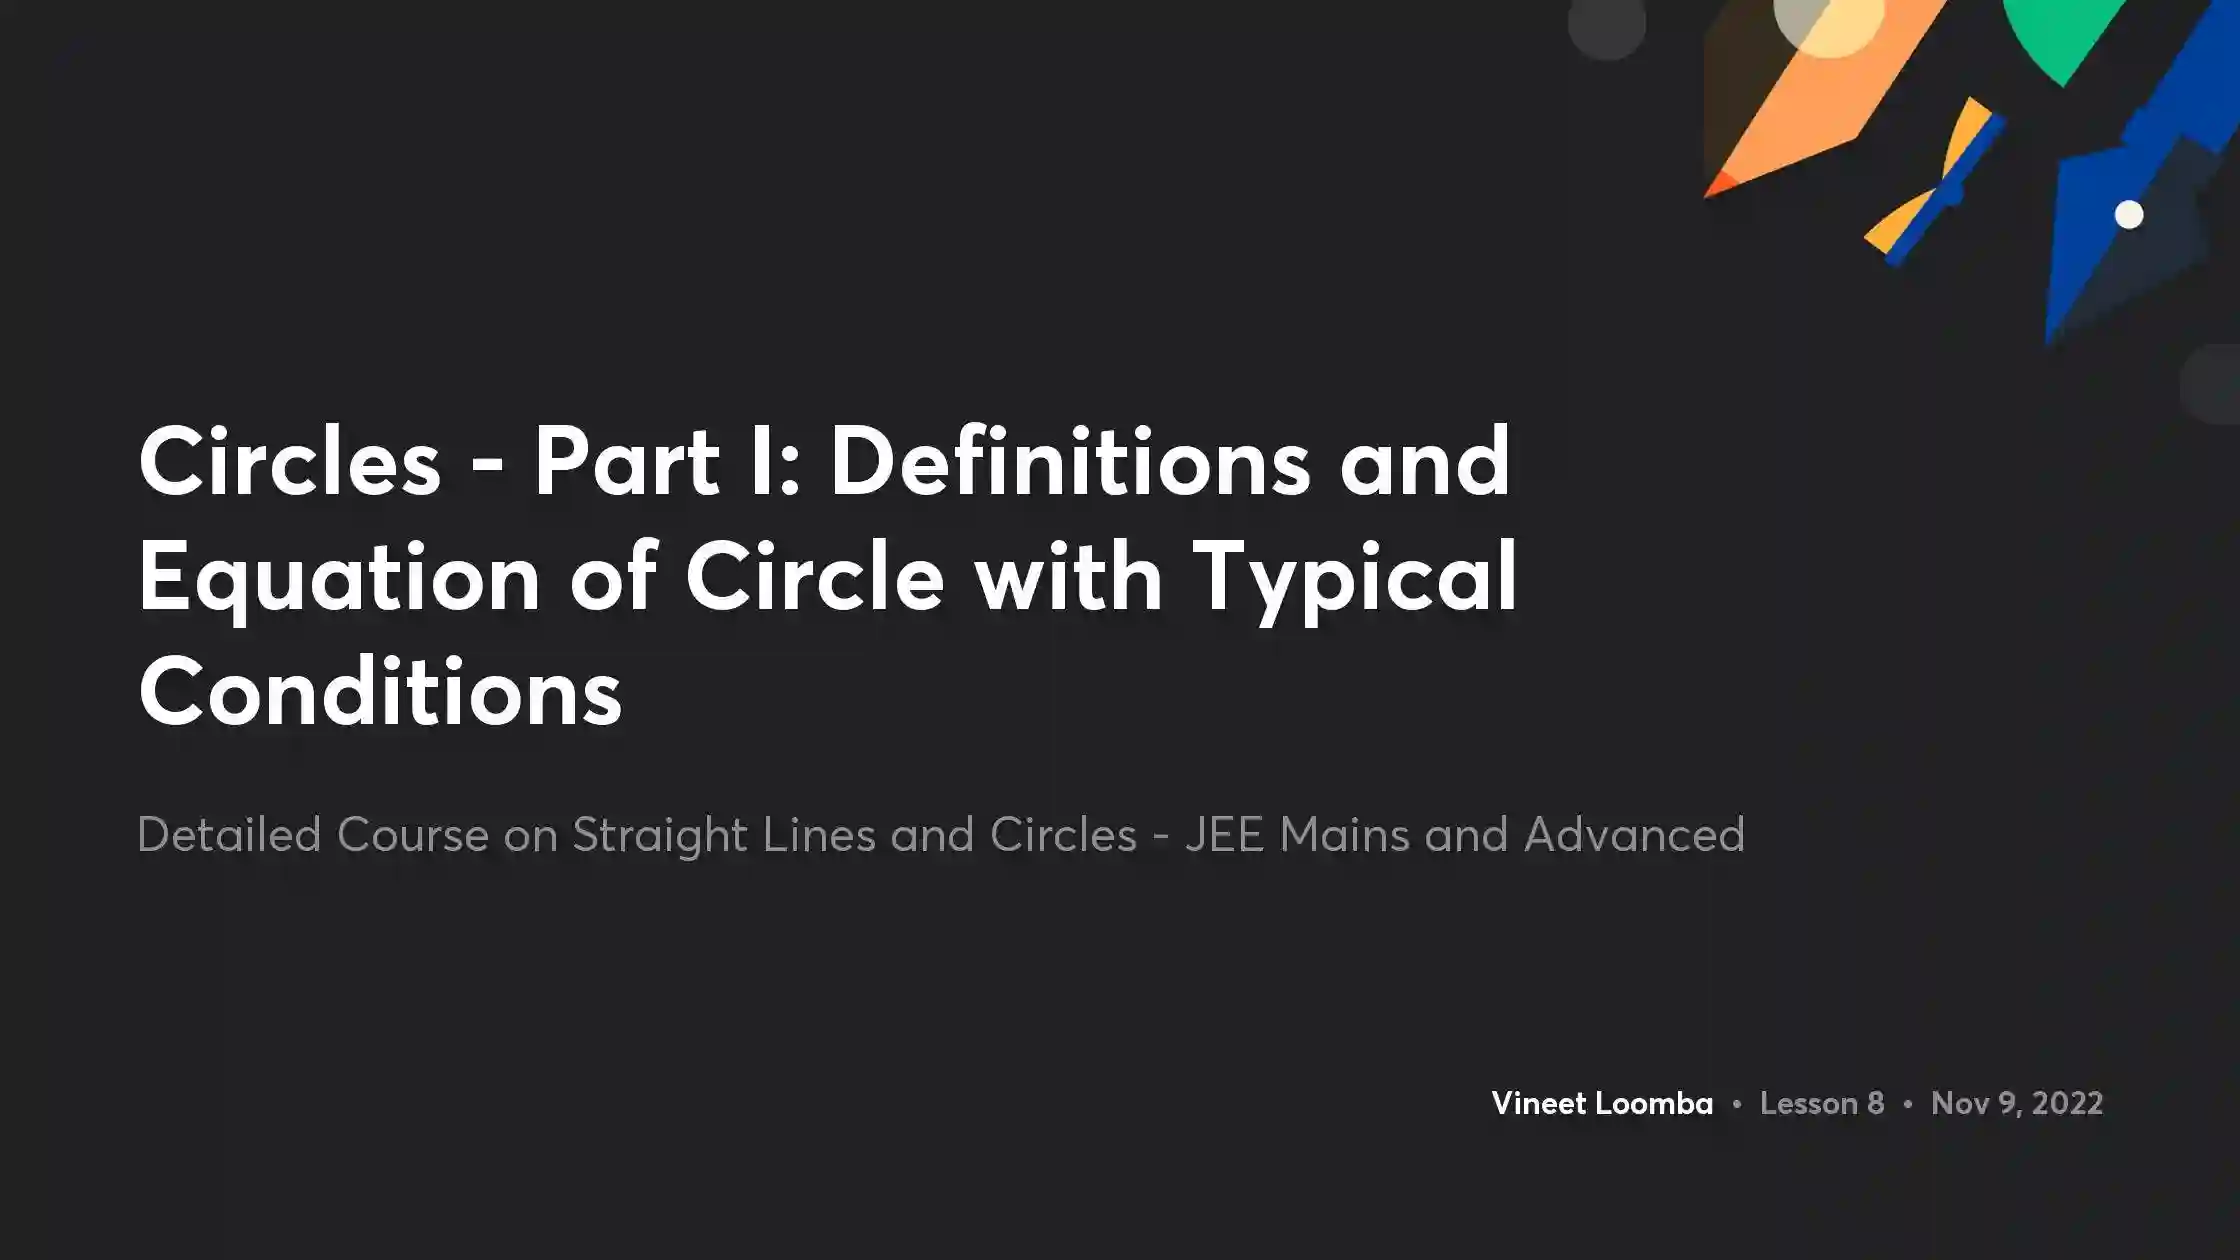 Circles - Part I: Definitions and
Equation of Circle with Typical
Conditions
Detailed Course on Straight Lines and Circles - JEE Mains and Advanced
Vineet Loomba • Lesson 8 • Nov 9, 2022